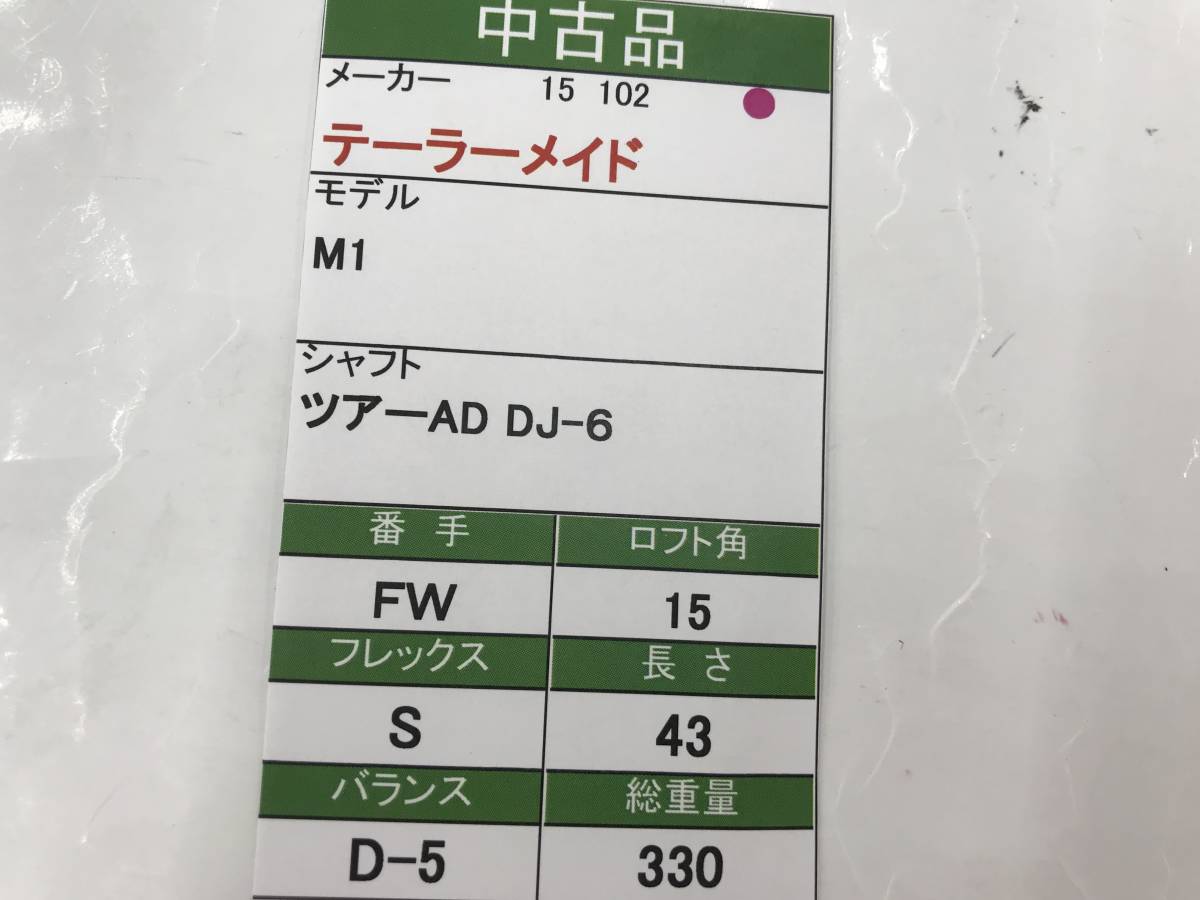 中古品
メーカー 15 102
テーラーメイド
モデル
M1
シャフト
ツアーAD DJ-6
番手 ロフト角
FW 15
フレックス 長さ
S 43
バランス 総重量
D-5 330